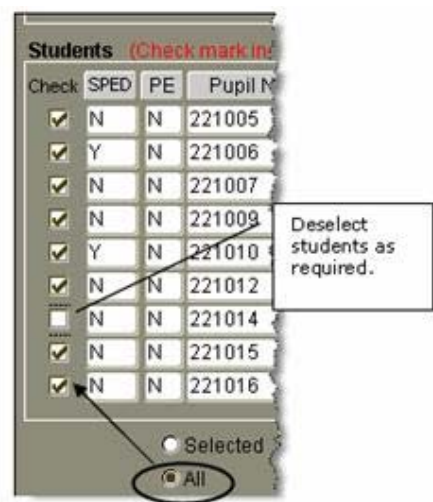 Students (Check mark in
Check SPED PE Pupil
N N 221005
Y N 221006
N N 221007
N N 221009
Y N 221010
N N 221012
N N 221014
N N 221015
N N 221016
Deselect
students as
required.
Selected
All